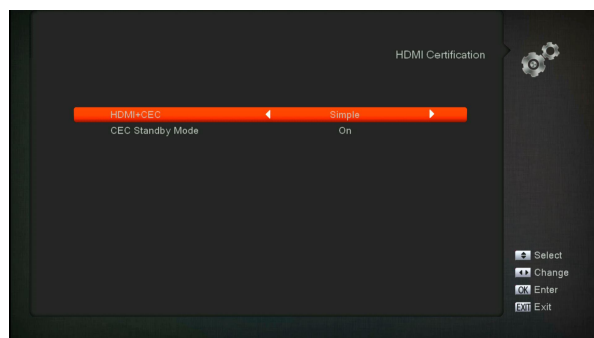 HDMI Certification
HDMI+CEC Simple
CEC Standby Mode On
Select
Change
OK Enter
EXIT Exit